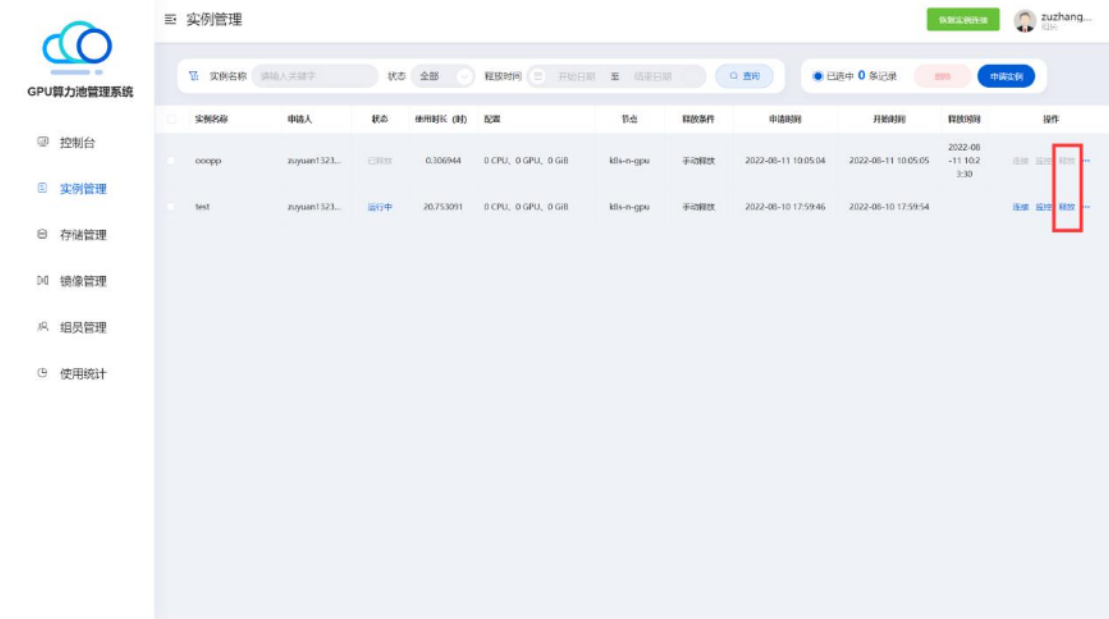 实例管理
zuzhang...
组长
GPU算力池管理系统
实例名称 请输入关键字 状态 全部 释放时间 开始日期 至 结束日期 查询 已选中 0 条记录 删除 申请实例
实例名称 申请人 状态 使用时长 (时) 配置 节点 释放条件 申请时间 开始时间 释放时间 操作
ooopp zuyuan1323... 已释放 0.306944 0 CPU, 0 GPU, 0 GiB k8s-n-gpu 手动释放 2022-08-11 10:05:04 2022-08-11 10:05:05
2022-08
-11 10:2
3:30
连接 监控 释放 ...
test zuyuan1323... 运行中 20.753091 0 CPU, 0 GPU, 0 GiB k8s-n-gpu 手动释放 2022-08-10 17:59:46 2022-08-10 17:59:54 连接 监控 释放 ...
控制台
实例管理
存储管理
镜像管理
组员管理
使用统计